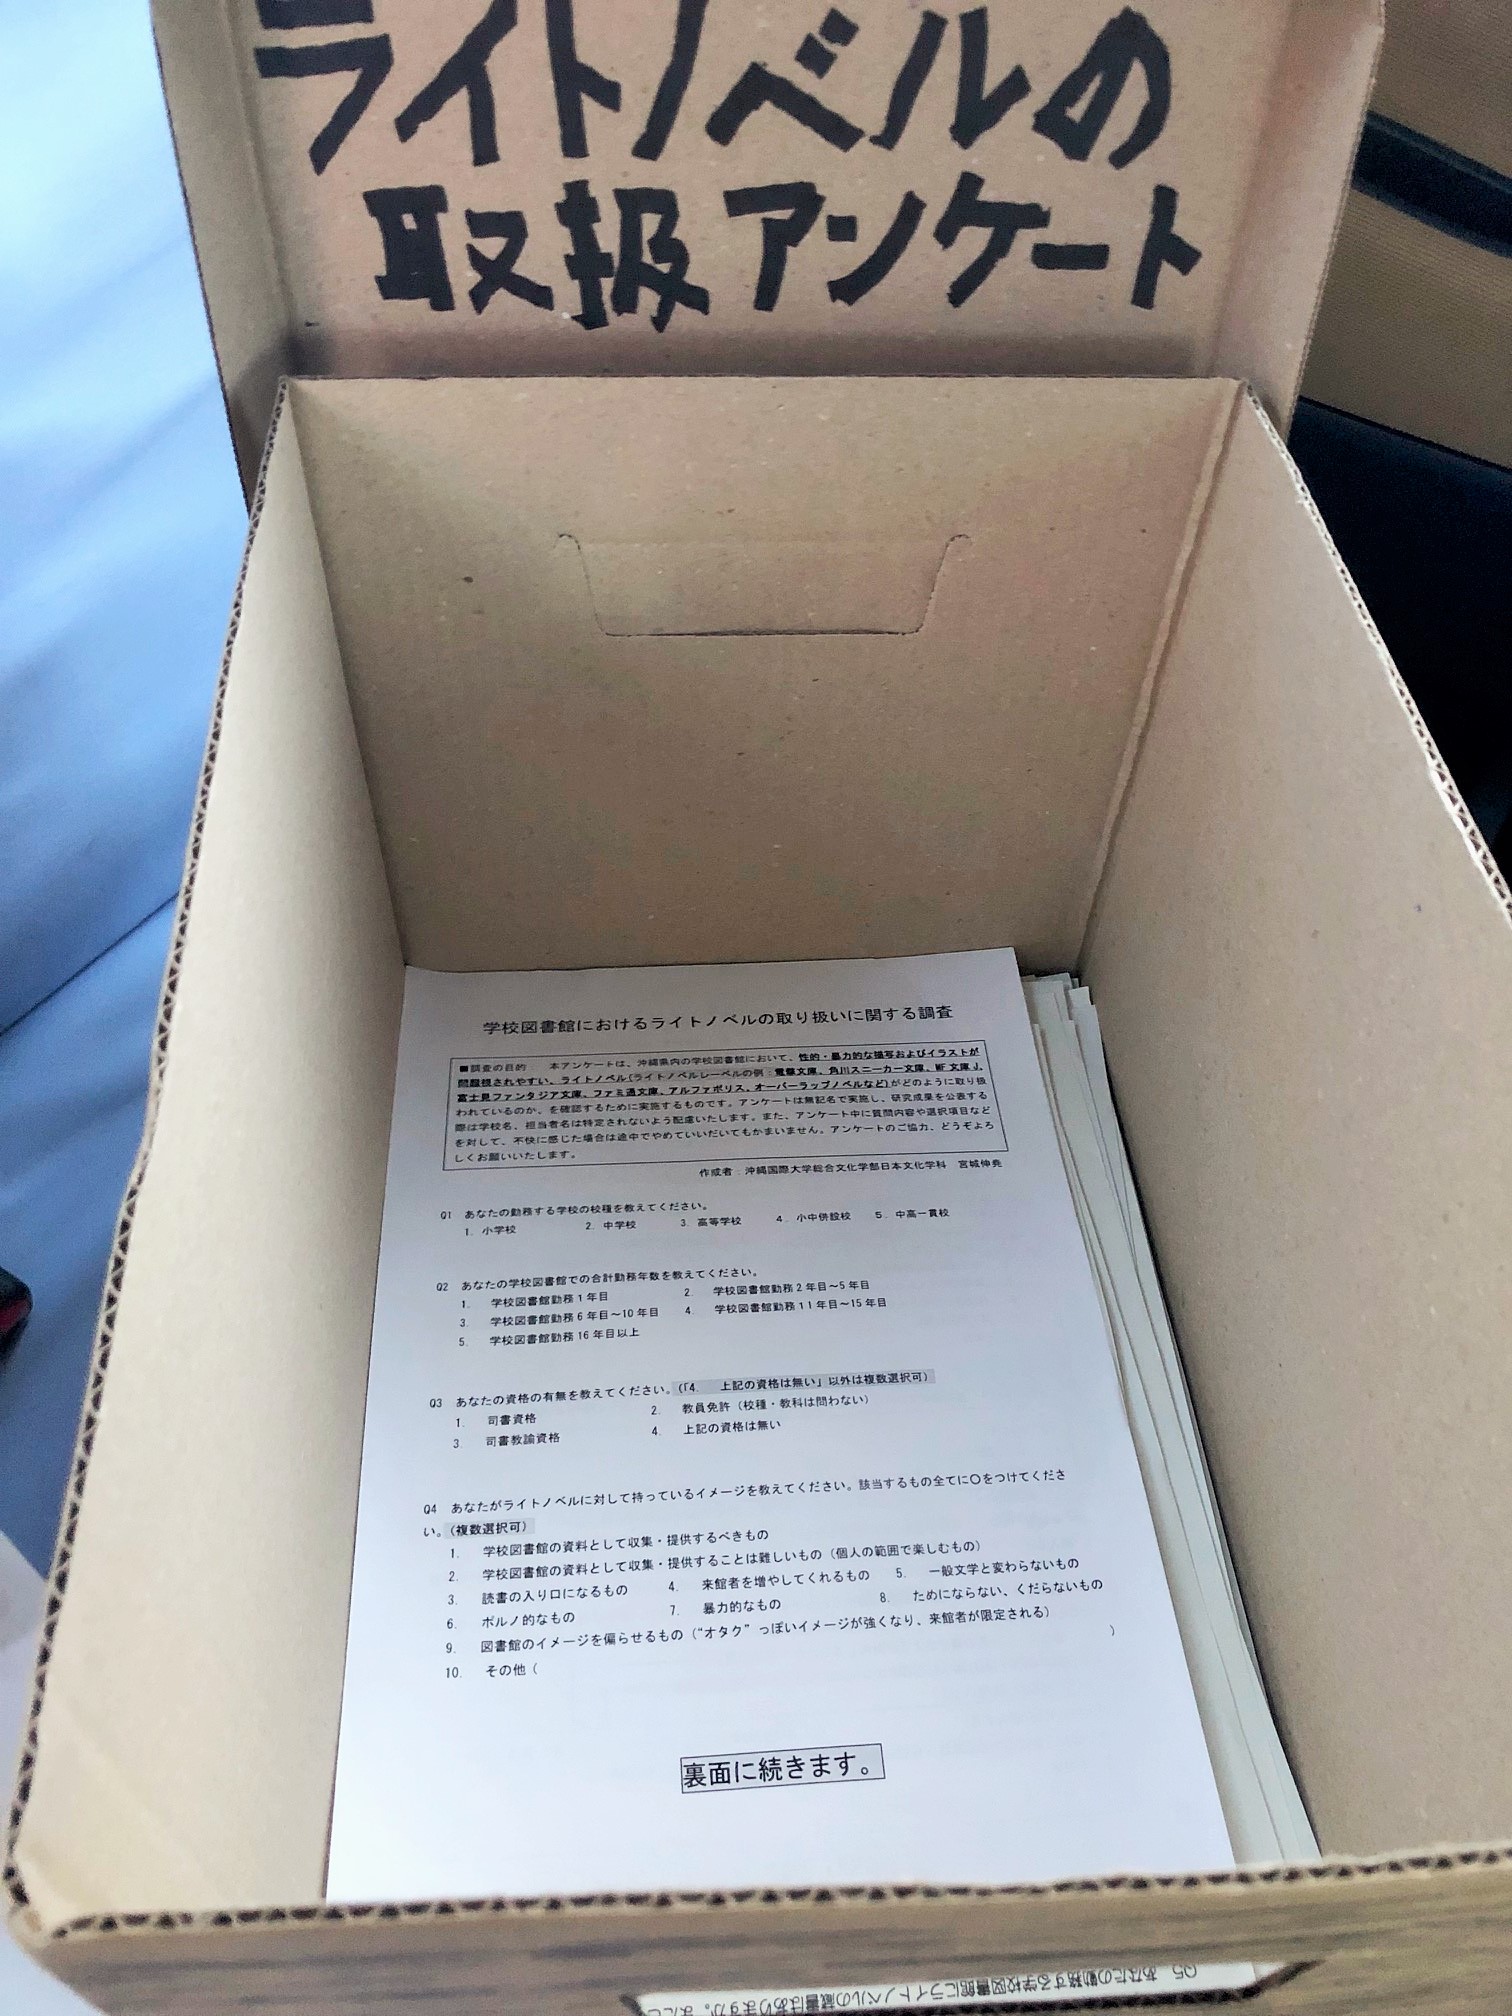 ライトノベルの
取扱アンケート
学校図書館におけるライトノベルの取り扱いに関する調査
■調査の目的　本アンケートは、沖縄県内の学校図書館において、性的・暴力的な描写およびイラストが
問題視されやすい、ライトノベル(ライトノベルレーベルの例：電撃文庫、角川スニーカー文庫、MF文庫J、
富士見ファンタジア文庫、ファミ通文庫、アルファポリス、オーバーラップノベルなど)がどのように取り扱
われているのか、を確認するために実施するものです。アンケートは無記名で実施し、研究成果を公表する
際は学校名、担当者名は特定されないよう配慮いたします。また、アンケート中に質問内容や選択項目など
を対して、不快に感じた場合は途中でやめていいだいてもかまいません。アンケートのご協力、どうぞよろ
しくお願いいたします。
作成者：沖縄国際大学総合文化学部日本文化学科　宮城伸尭
Q1　あなたの勤務する学校の校種を教えてください。
1. 小学校　2. 中学校　3. 高等学校　4. 小中併設校　5. 中高一貫校
Q2　あなたの学校図書館での合計勤務年数を教えてください。
1. 学校図書館勤務1年目　2. 学校図書館勤務2年目～5年目
3. 学校図書館勤務6年目～10年目　4. 学校図書館勤務11年目～15年目
5. 学校図書館勤務16年目以上
Q3　あなたの資格の有無を教えてください。(「4.　上記の資格は無い」以外は複数選択可)
1. 司書資格　2. 教員免許（校種・教科は問わない）
3. 司書教諭資格　4. 上記の資格は無い
Q4　あなたがライトノベルに対して持っているイメージを教えてください。該当するもの全てに〇をつけてくださ
い。(複数選択可)
1. 学校図書館の資料として収集・提供するべきもの
2. 学校図書館の資料として収集・提供することは難しいもの（個人の範囲で楽しむもの）
3. 読書の入り口になるもの　4. 来館者を増やしてくれるもの　5. 一般文学と変わらないもの
6. ポルノ的なもの　7. 暴力的なもの　8. ためにならない、くだらないもの
9. 図書館のイメージを偏らせるもの（“オタク”っぽいイメージが強くなり、来館者が限定される）
10. その他（　）
裏面に続きます。
Q5　あなたの勤務する学校図書館にライトノベルの蔵書はありますか。